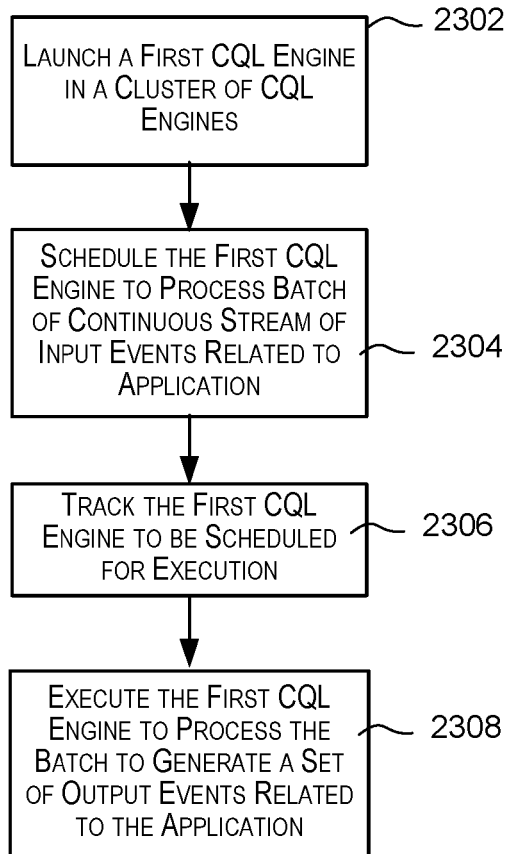 2302
LAUNCH A FIRST CQL ENGINE
IN A CLUSTER OF CQL
ENGINES
SCHEDULE THE FIRST CQL
ENGINE TO PROCESS BATCH
OF CONTINUOUS STREAM OF
INPUT EVENTS RELATED TO
APPLICATION
2304
TRACK THE FIRST CQL
ENGINE TO BE SCHEDULED
FOR EXECUTION
2306
EXECUTE THE FIRST CQL
ENGINE TO PROCESS THE
BATCH TO GENERATE A SET
OF OUTPUT EVENTS RELATED
TO THE APPLICATION
2308